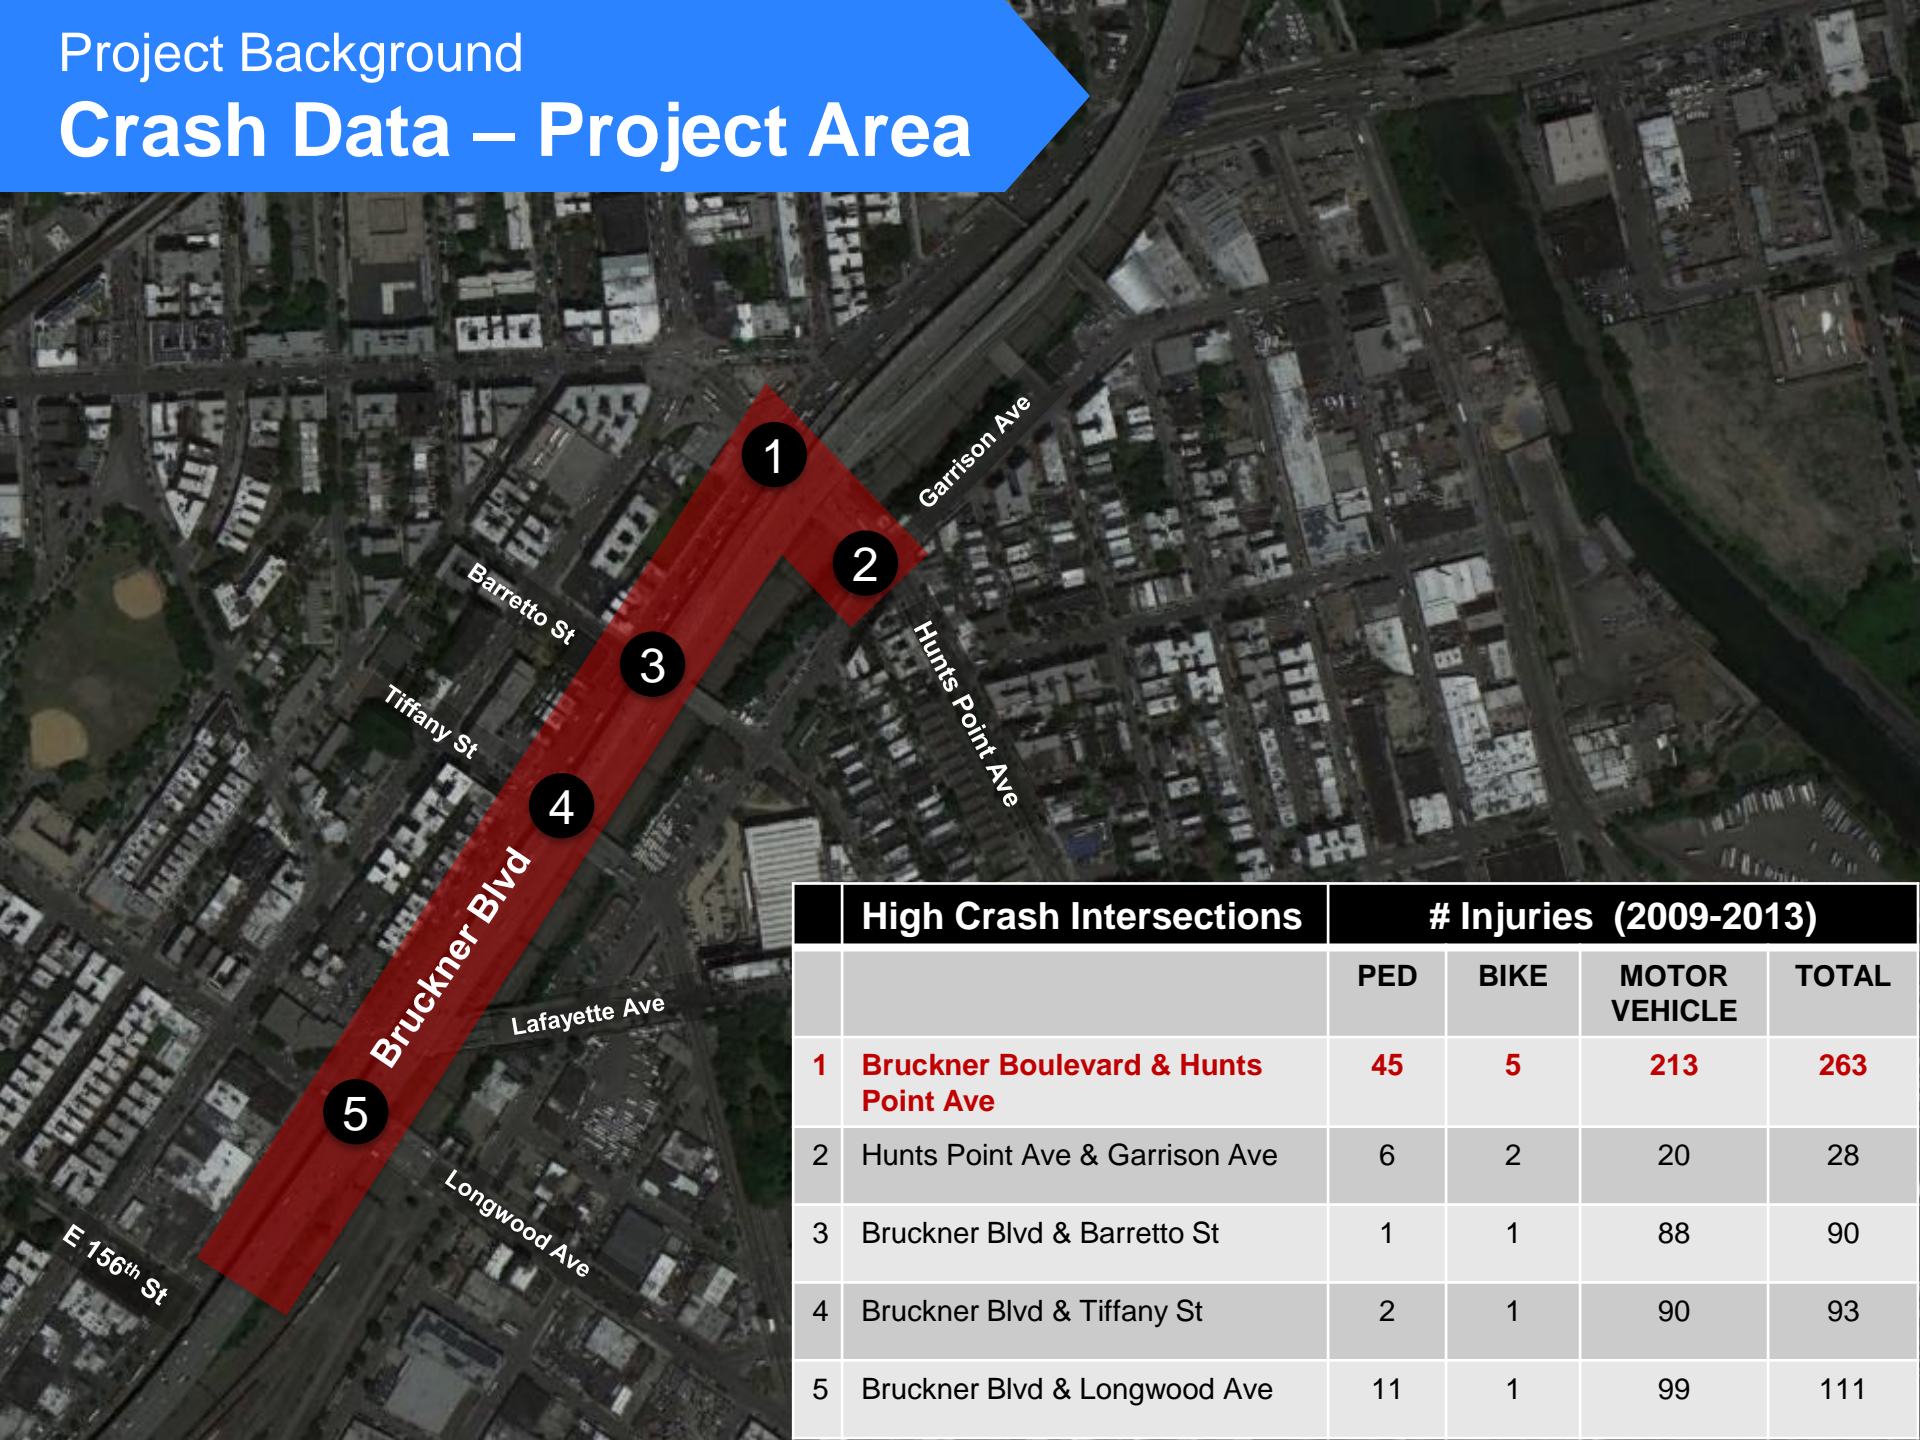 Project Background
Crash Data – Project Area
1
Garrison Ave
2
Barretto St
3
Hunts Point Ave
Tiffany St
4
Bruckner Blvd
Lafayette Ave
5
Longwood Ave
E 156th St
High Crash Intersections # Injuries (2009-2013)
PED BIKE MOTOR VEHICLE TOTAL
1 Bruckner Boulevard & Hunts Point Ave 45 5 213 263
2 Hunts Point Ave & Garrison Ave 6 2 20 28
3 Bruckner Blvd & Barretto St 1 1 88 90
4 Bruckner Blvd & Tiffany St 2 1 90 93
5 Bruckner Blvd & Longwood Ave 11 1 99 111